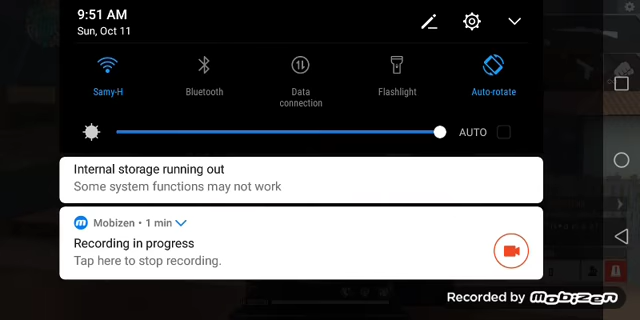 9:51 AM
Sun, Oct 11
Samy-H
Bluetooth
Data
connection
Flashlight
Auto-rotate
AUTO
Internal storage running out
Some system functions may not work
m Mobizen • 1 min
Recording in progress
Tap here to stop recording.
Recorded by mobizen